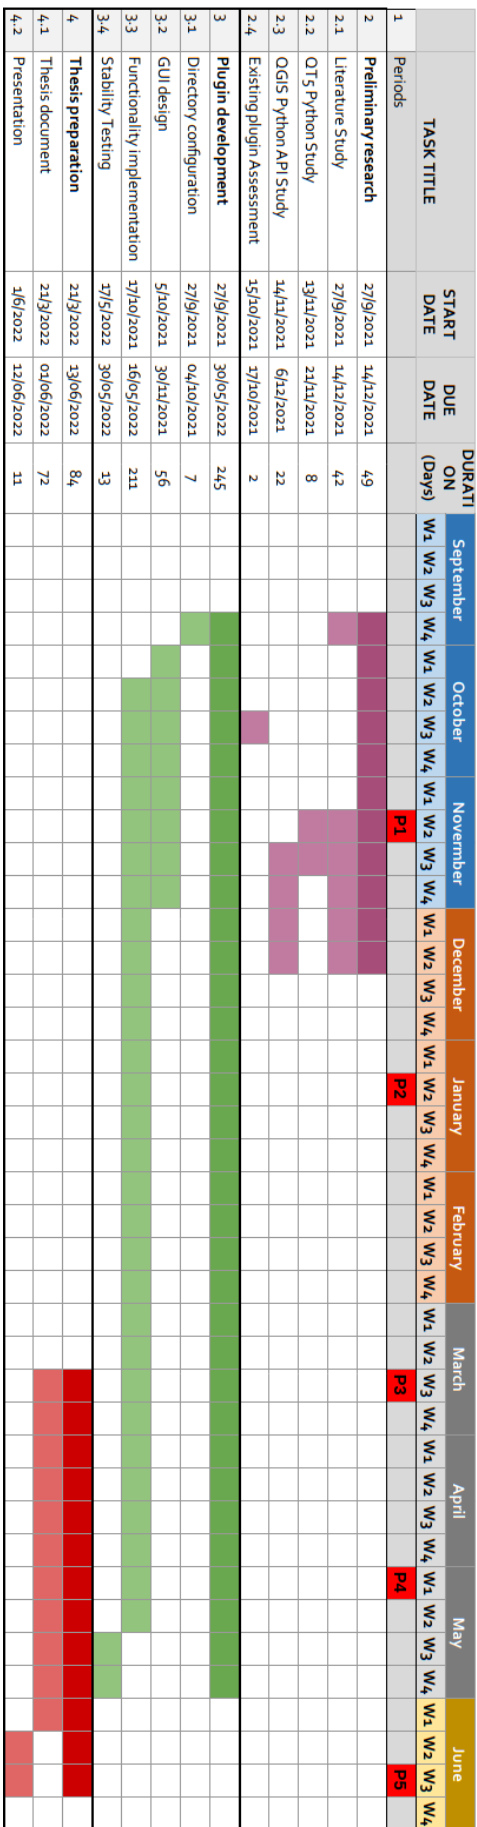 TASK TITLE START DATE DUE DATE DURATI ON (Days) September October Novermber December January February March April May June
W1 W2 W3 W4 W1 W2 W3 W4 W1 W2 W3 W4 W1 W2 W3 W4 W1 W2 W3 W4 W1 W2 W3 W4 W1 W2 W3 W4 W1 W2 W3 W4 W1 W2 W3 W4 W1 W2 W3 W4
1 Periods P1 P2 P3 P4 P5
2 Preliminary research 27/9/2021 14/12/2021 49
2.1 Literature Study 27/9/2021 14/12/2021 42
2.2 QT5 Python Study 13/11/2021 21/11/2021 8
2.3 QGIS Python API Study 14/11/2021 6/12/2021 22
2.4 Existing plugin Assessment 15/10/2021 17/10/2021 2
3 Plugin development 27/9/2021 30/05/2022 245
3.1 Directory configuration 27/9/2021 04/10/2021 7
3.2 GUI design 5/10/2021 30/11/2021 56
3.3 Functionality implementation 17/10/2021 16/05/2022 211
3.4 Stability Testing 17/5/2022 30/05/2022 13
4 Thesis preparation 21/3/2022 13/06/2022 84
4.1 Thesis document 21/3/2022 01/06/2022 72
4.2 Presentation 1/6/2022 12/06/2022 11